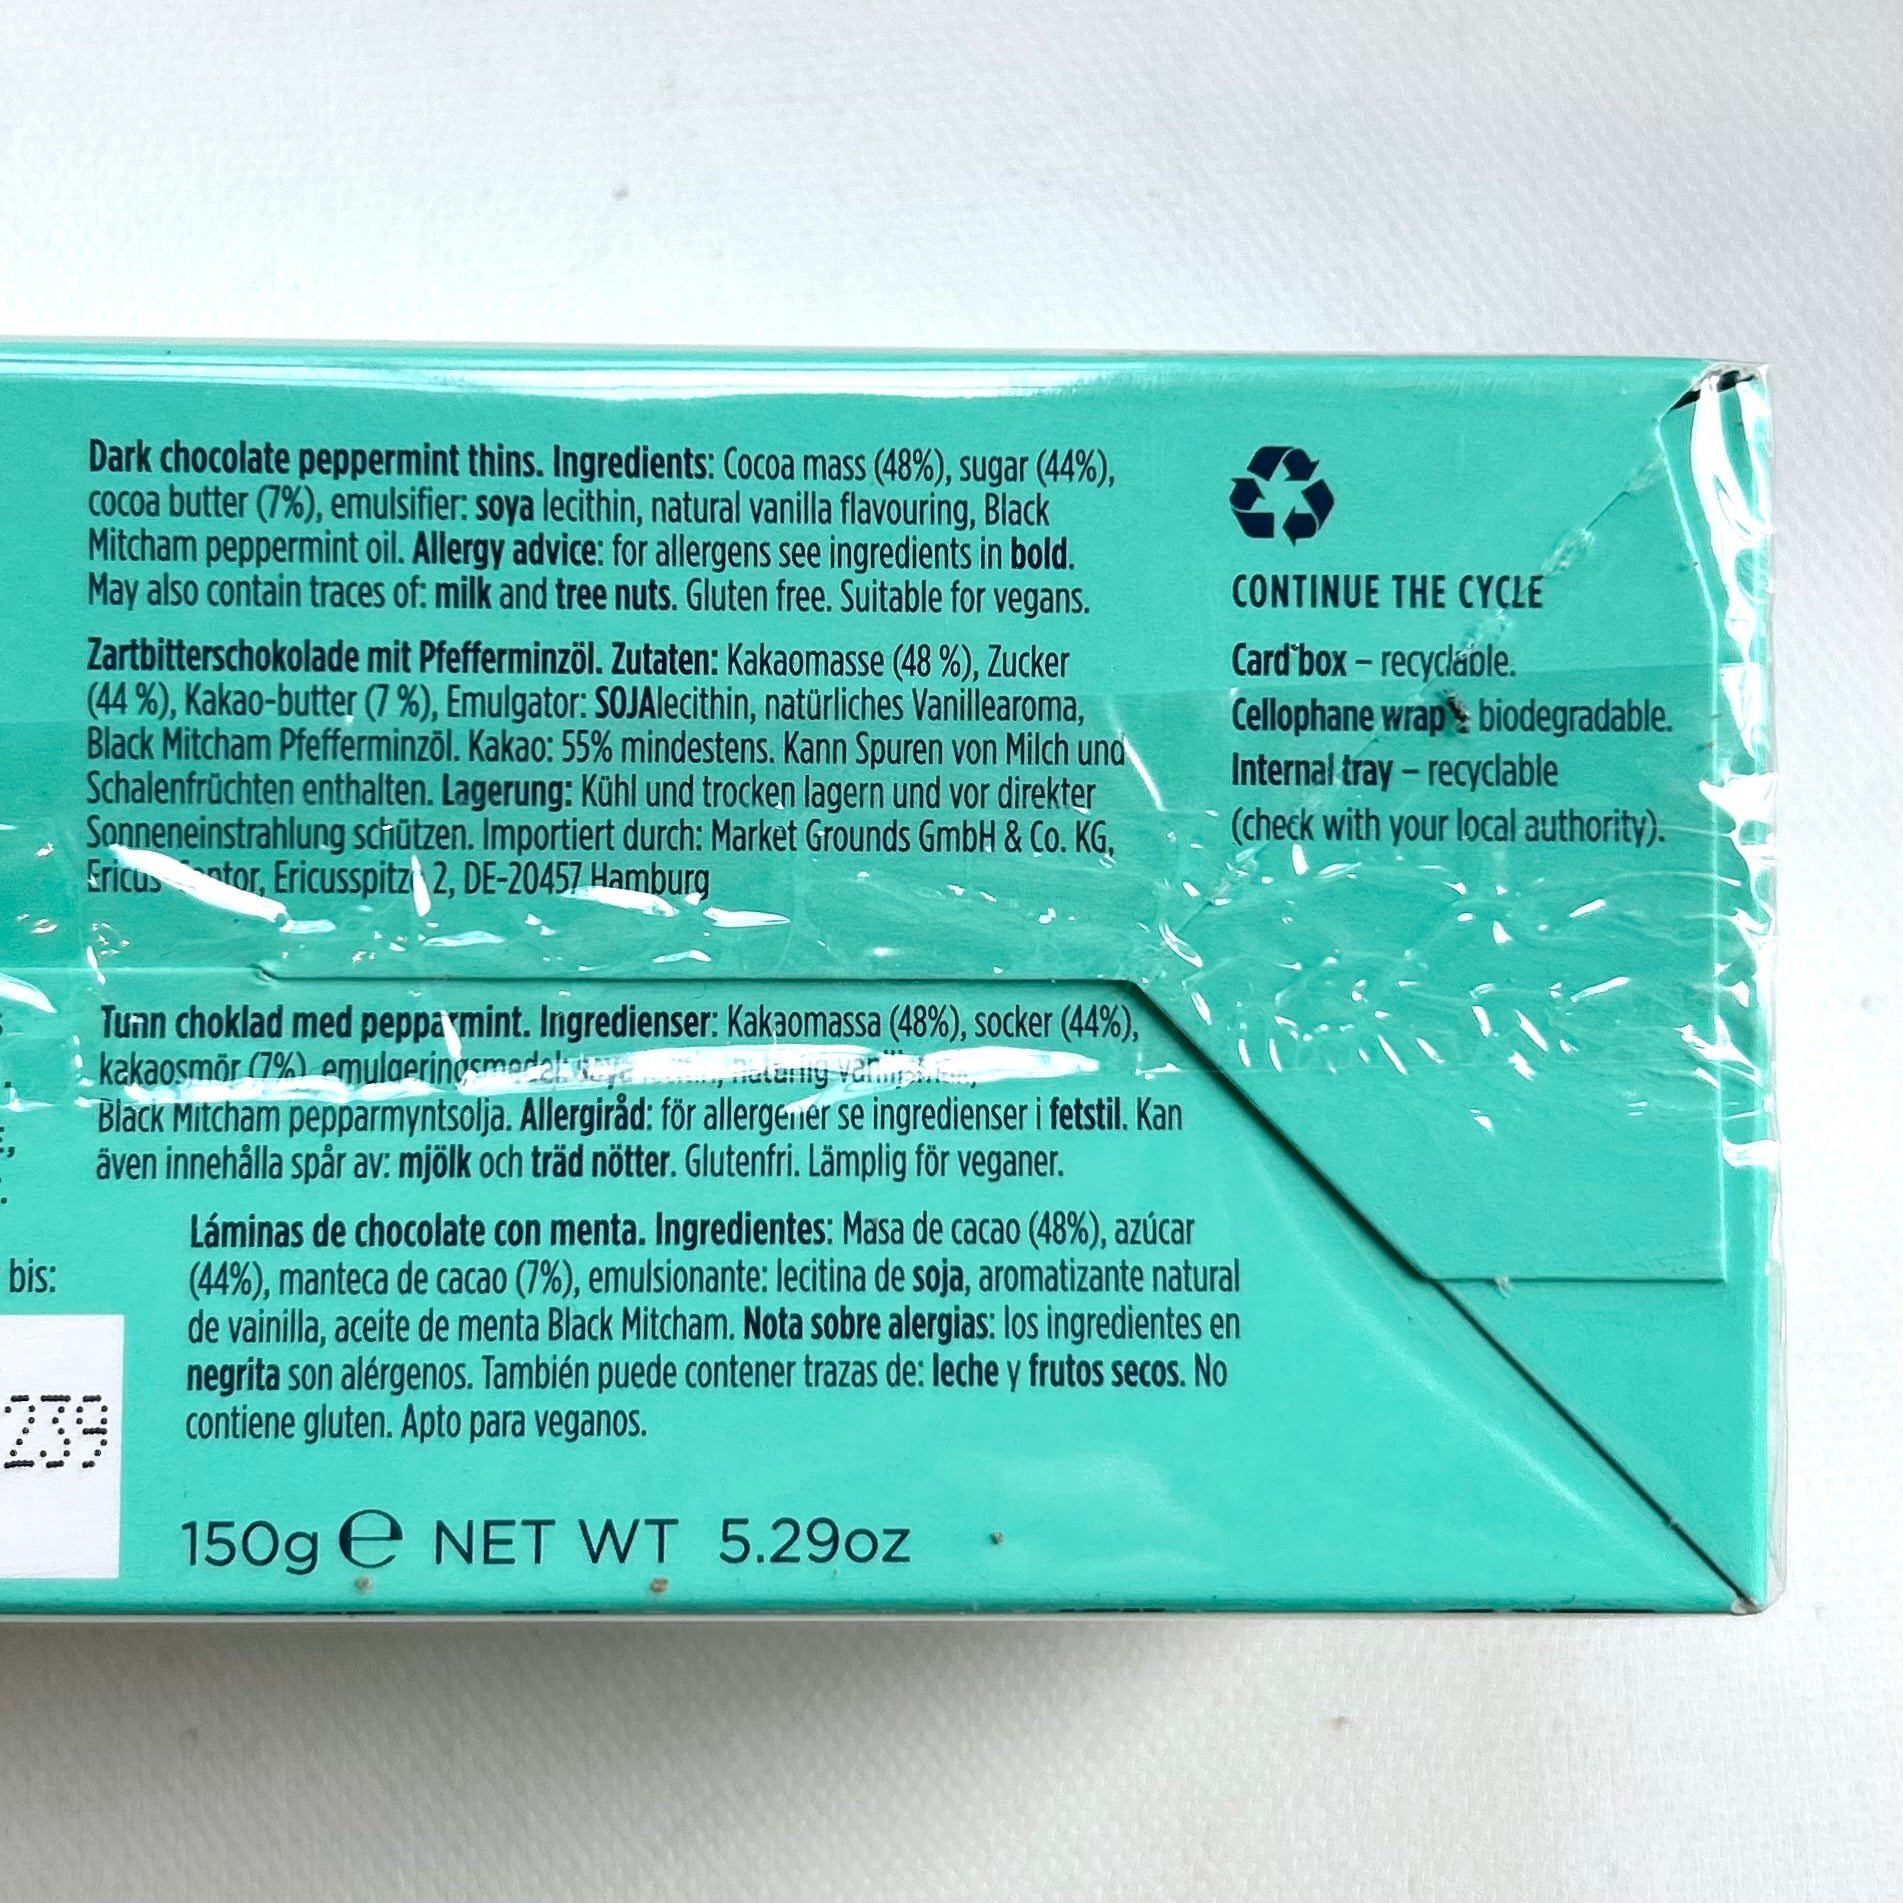 Dark chocolate peppermint thins. Ingredients: Cocoa mass (48%), sugar (44%),
cocoa butter (7%), emulsifier: soya lecithin, natural vanilla flavouring, Black
Mitcham peppermint oil. Allergy advice: for allergens see ingredients in bold.
May also contain traces of: milk and tree nuts. Gluten free. Suitable for vegans.
Zartbitterschokolade mit Pfefferminzöl. Zutaten: Kakaomasse (48 %), Zucker
(44 %), Kakao-butter (7 %), Emulgator: SOJAlecithin, natürliches Vanillearoma,
Black Mitcham Pfefferminzöl. Kakao: 55% mindestens. Kann Spuren von Milch und
Schalenfrüchten enthalten. Lagerung: Kühl und trocken lagern und vor direkter
Sonneneinstrahlung schützen. Importiert durch: Market Grounds GmbH & Co. KG,
Ericusspitze 2, DE-20457 Hamburg
Tunn choklad med pepparmint. Ingredienser: Kakaomassa (48%), socker (44%),
kakaosmör (7%), naturlig
Black Mitcham pepparmyntsolja. Allergiråd: för allergener se ingredienser i fetstil. Kan
även innehålla spår av: mjölk och träd nötter. Glutenfri. Lämplig för veganer.
Láminas de chocolate con menta. Ingredientes: Masa de cacao (48%), azúcar
(44%), manteca de cacao (7%), emulsionante: lecitina de soja, aromatizante natural
de vainilla, aceite de menta Black Mitcham. Nota sobre alergias: los ingredientes en
negrita son alérgenos. También puede contener trazas de: leche y frutos secos. No
contiene gluten. Apto para veganos.
150g e NET WT 5.29oz
CONTINUE THE CYCLE
Card box – recyclable.
Cellophane wrap – biodegradable.
Internal tray – recyclable
(check with your local authority).
bis:
239